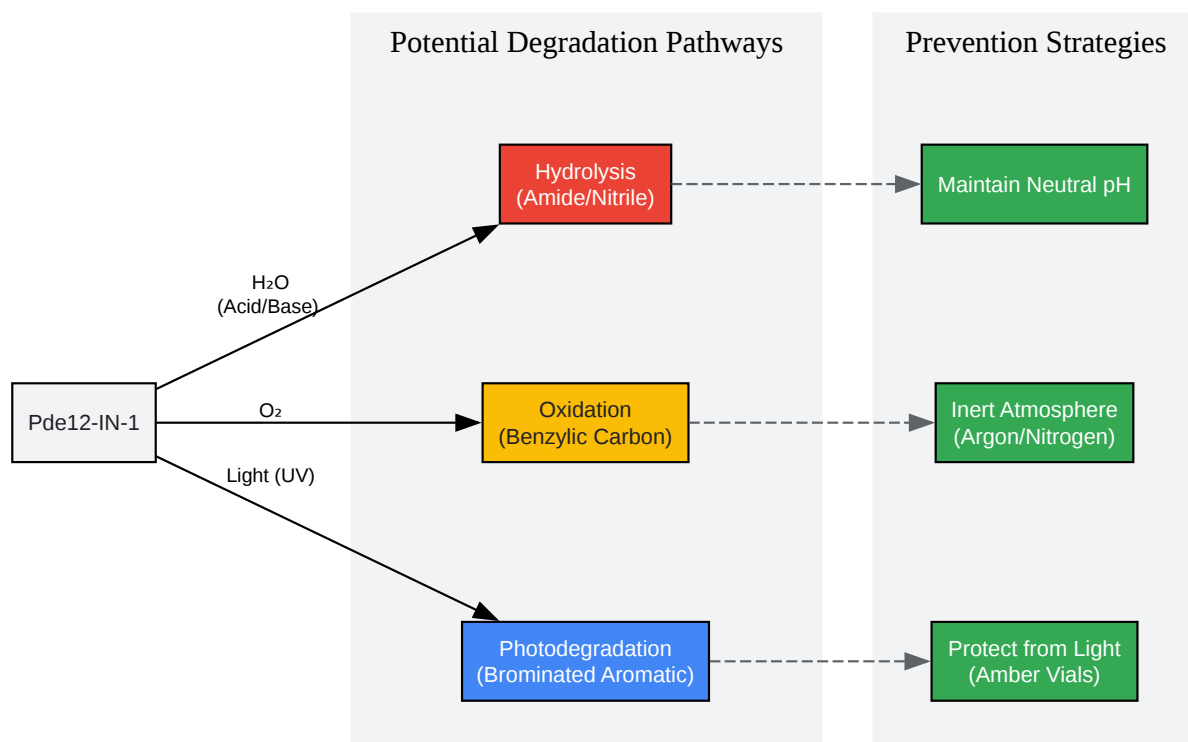 Potential Degradation Pathways
Prevention Strategies
Hydrolysis
(Amide/Nitrile)
Maintain Neutral pH
H₂O
(Acid/Base)
Pde12-IN-1
O₂
Oxidation
(Benzylic Carbon)
Inert Atmosphere
(Argon/Nitrogen)
Light (UV)
Photodegradation
(Brominated Aromatic)
Protect from Light
(Amber Vials)